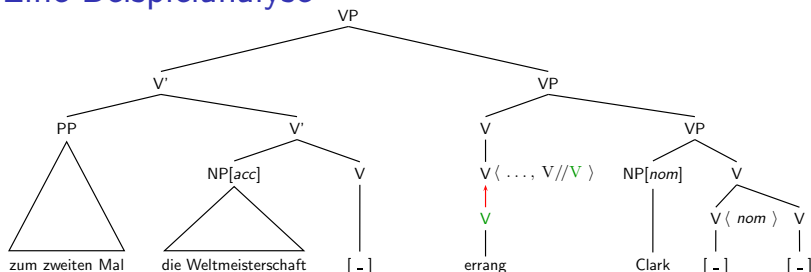 Eine Beispielanalyse
VP
V' VP
PP V' V VP
NP[acc] V V⟨ …, V//V ⟩ NP[nom] V
V V⟨ nom ⟩ V
zum zweiten Mal die Weltmeisterschaft [ - ] errang Clark [ - ] [ - ]